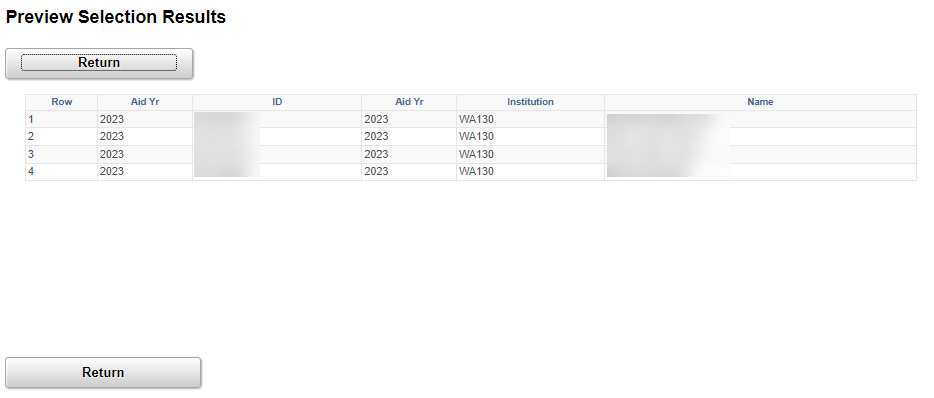 Preview Selection Results
Return
Row Aid Yr ID Aid Yr Institution Name
1 2023 2023 WA130
2 2023 2023 WA130
3 2023 2023 WA130
4 2023 2023 WA130
Return